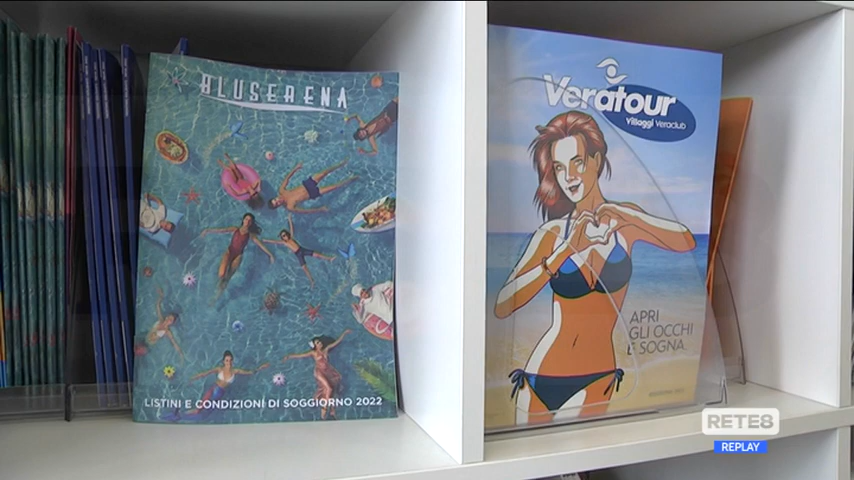 BLUSERENA
LISTINI E CONDIZIONI DI SOGGIORNO 2022
Veratour
Villaggi Veraclub
APRI
GLI OCCHI
E SOGNA.
RETE8
REPLAY